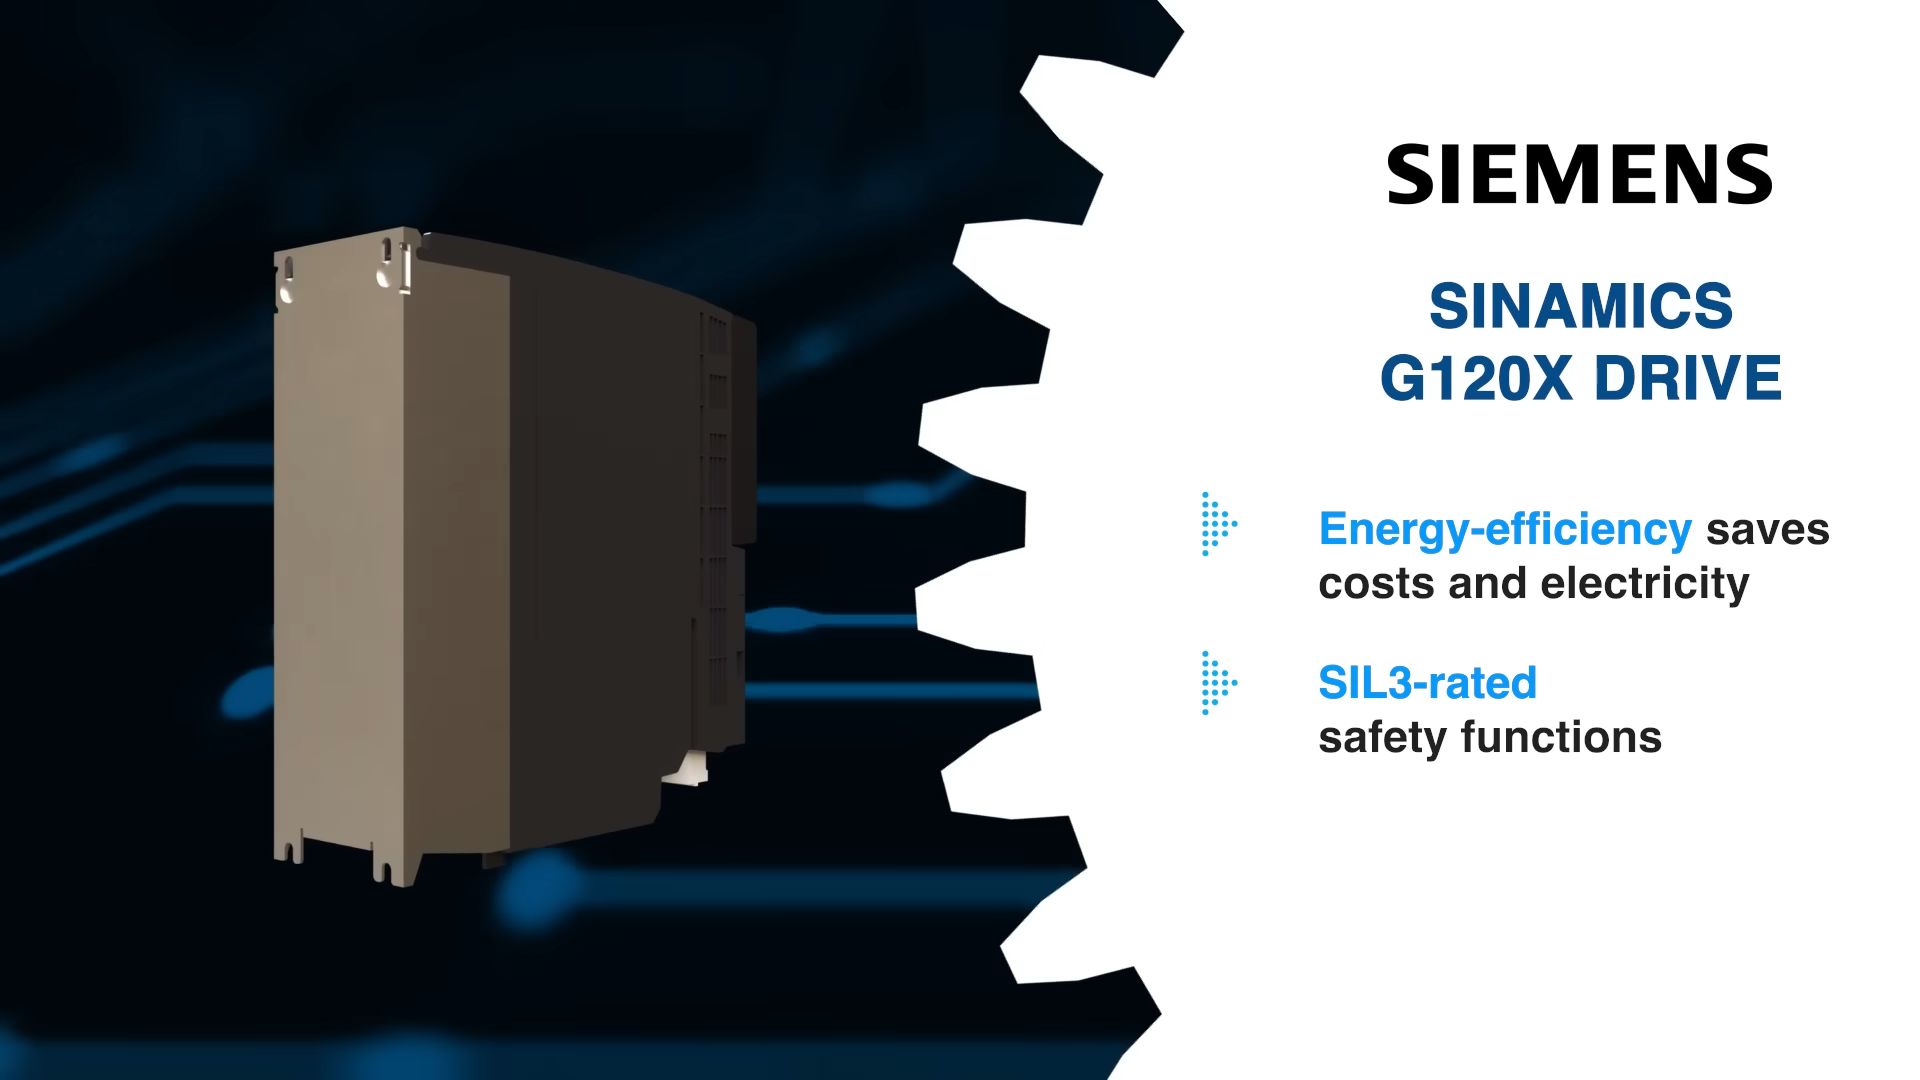 SIEMENS
SINAMICS
G120X DRIVE
Energy-efficiency saves
costs and electricity
SIL3-rated
safety functions